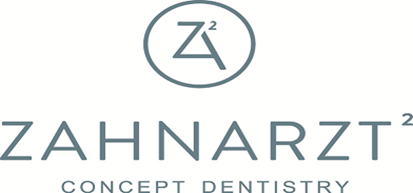 ZA²
ZAHNARZT²
CONCEPT DENTISTRY